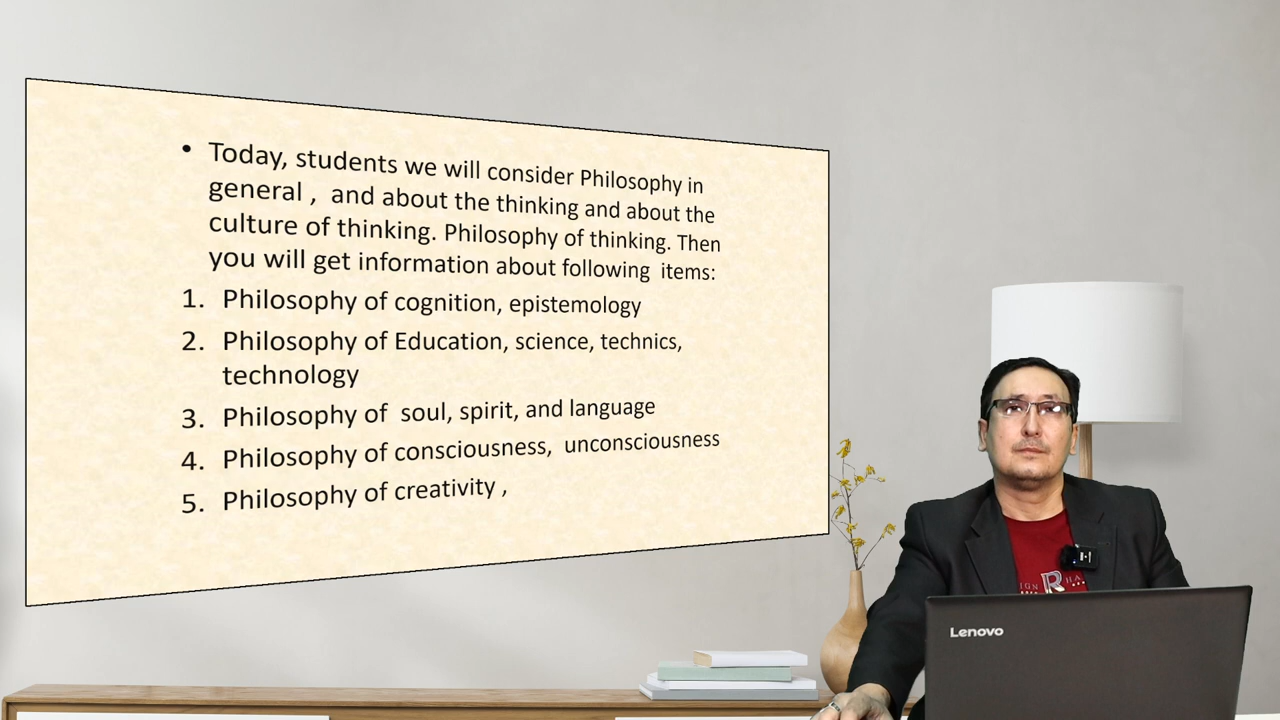 • Today, students we will consider Philosophy in
general , and about the thinking and about the
culture of thinking. Philosophy of thinking. Then
you will get information about following items:
1. Philosophy of cognition, epistemology
2. Philosophy of Education, science, technics,
technology
3. Philosophy of soul, spirit, and language
4. Philosophy of consciousness, unconsciousness
5. Philosophy of creativity ,
R
Lenovo